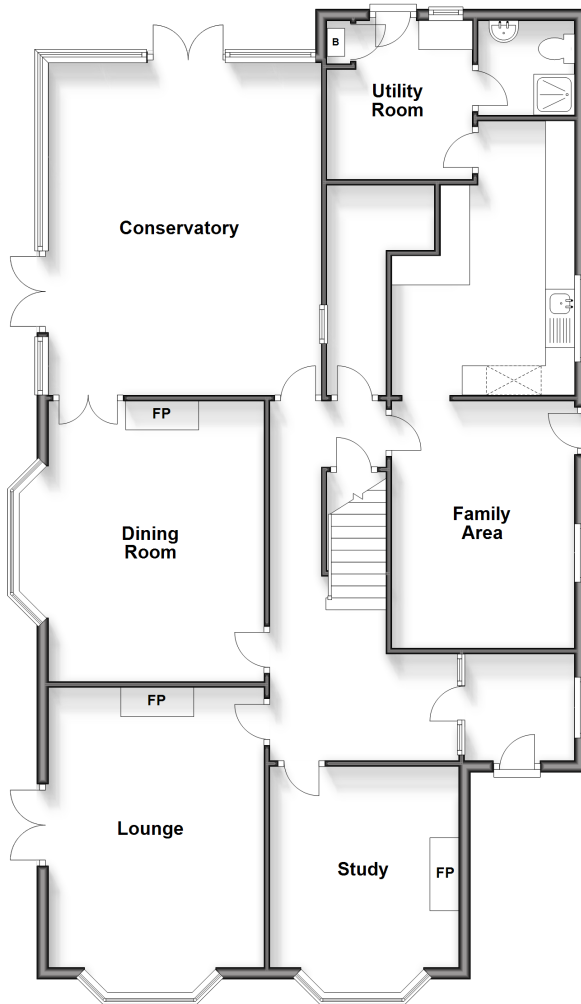 B
Utility
Room
Conservatory
FP
Dining
Room
Family
Area
FP
Lounge
Study
FP